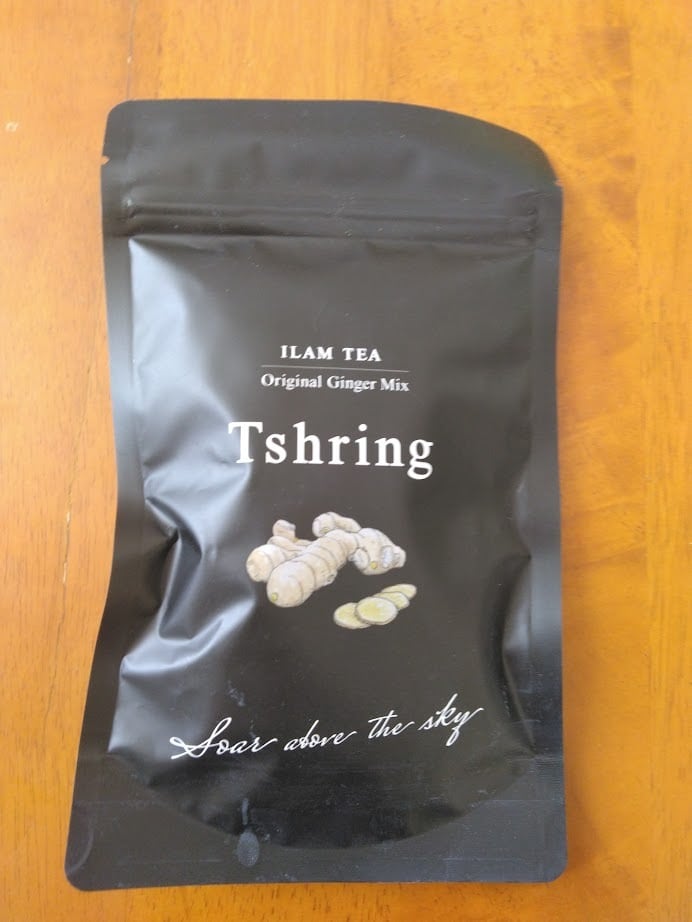 ILAM TEA
Original Ginger Mix
Tshring
Soar above the sky